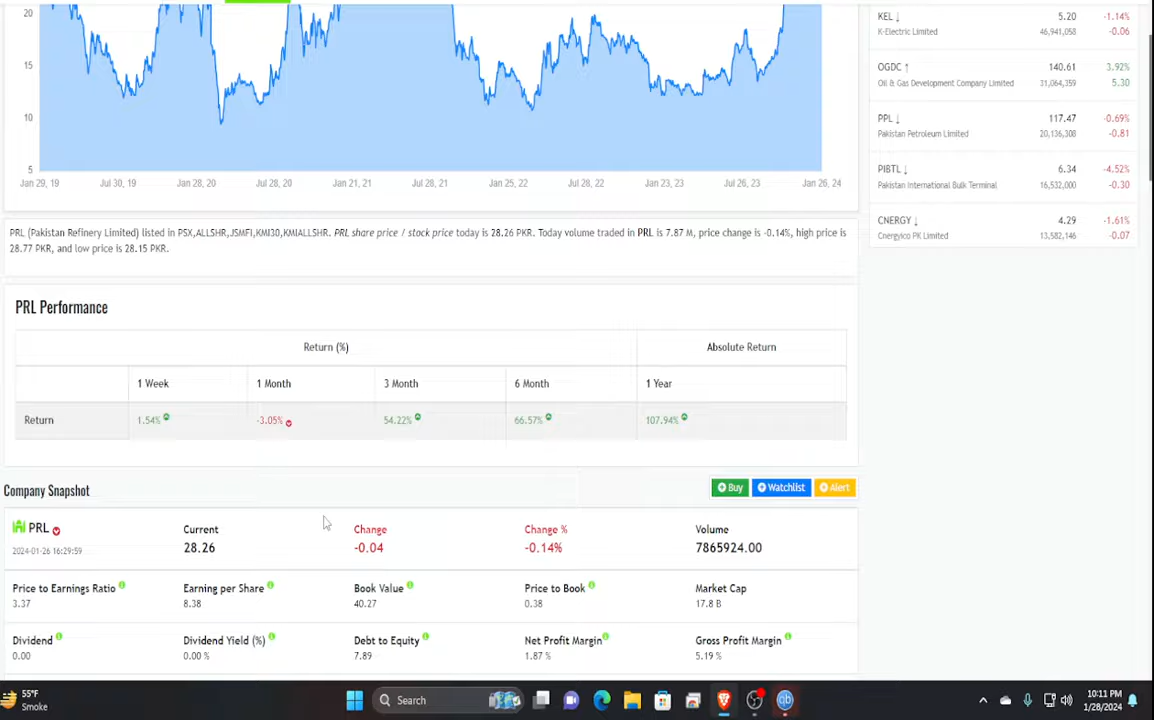 20
15
10
5
Jan 29, 19 Jul 30, 19 Jan 28, 20 Jul 28, 20 Jan 21, 21 Jul 28, 21 Jan 25, 22 Jul 28, 22 Jan 23, 23 Jul 26, 23 Jan 26, 24
PRL (Pakistan Refinery Limited) listed in PSX,ALLSHR,JSMFI,KMI30,KMIALLSHR. PRL share price / stock price today is 28.26 PKR. Today volume traded in PRL is 7.87 M, price change is -0.14%, high price is
28.77 PKR, and low price is 28.15 PKR.
PRL Performance
Return (%) Absolute Return
1 Week 1 Month 3 Month 6 Month 1 Year
Return 1.54% -3.05% 54.22% 66.57% 107.94%
Company Snapshot Buy Watchlist Alert
PRL Current Change Change % Volume
2024-01-26 16:29:59 28.26 -0.04 -0.14% 7865924.00
Price to Earnings Ratio Earning per Share Book Value Price to Book Market Cap
3.37 8.38 40.27 0.38 17.8 B
Dividend Dividend Yield (%) Debt to Equity Net Profit Margin Gross Profit Margin
0.00 0.00 % 7.89 1.87 % 5.19 %
KEL ↓ 5.20 -1.14%
K-Electric Limited 46,941,058 -0.06
OGDC ↑ 140.61 3.92%
Oil & Gas Development Company Limited 31,064,359 5.30
PPL ↓ 117.47 -0.69%
Pakistan Petroleum Limited 20,136,308 -0.81
PIBTL ↓ 6.34 -4.52%
Pakistan International Bulk Terminal 16,532,000 -0.30
CNERGY ↓ 4.29 -1.61%
Cnergyico PK Limited 13,582,146 -0.07
55°F
Smoke
Search
10:11 PM
1/28/2024